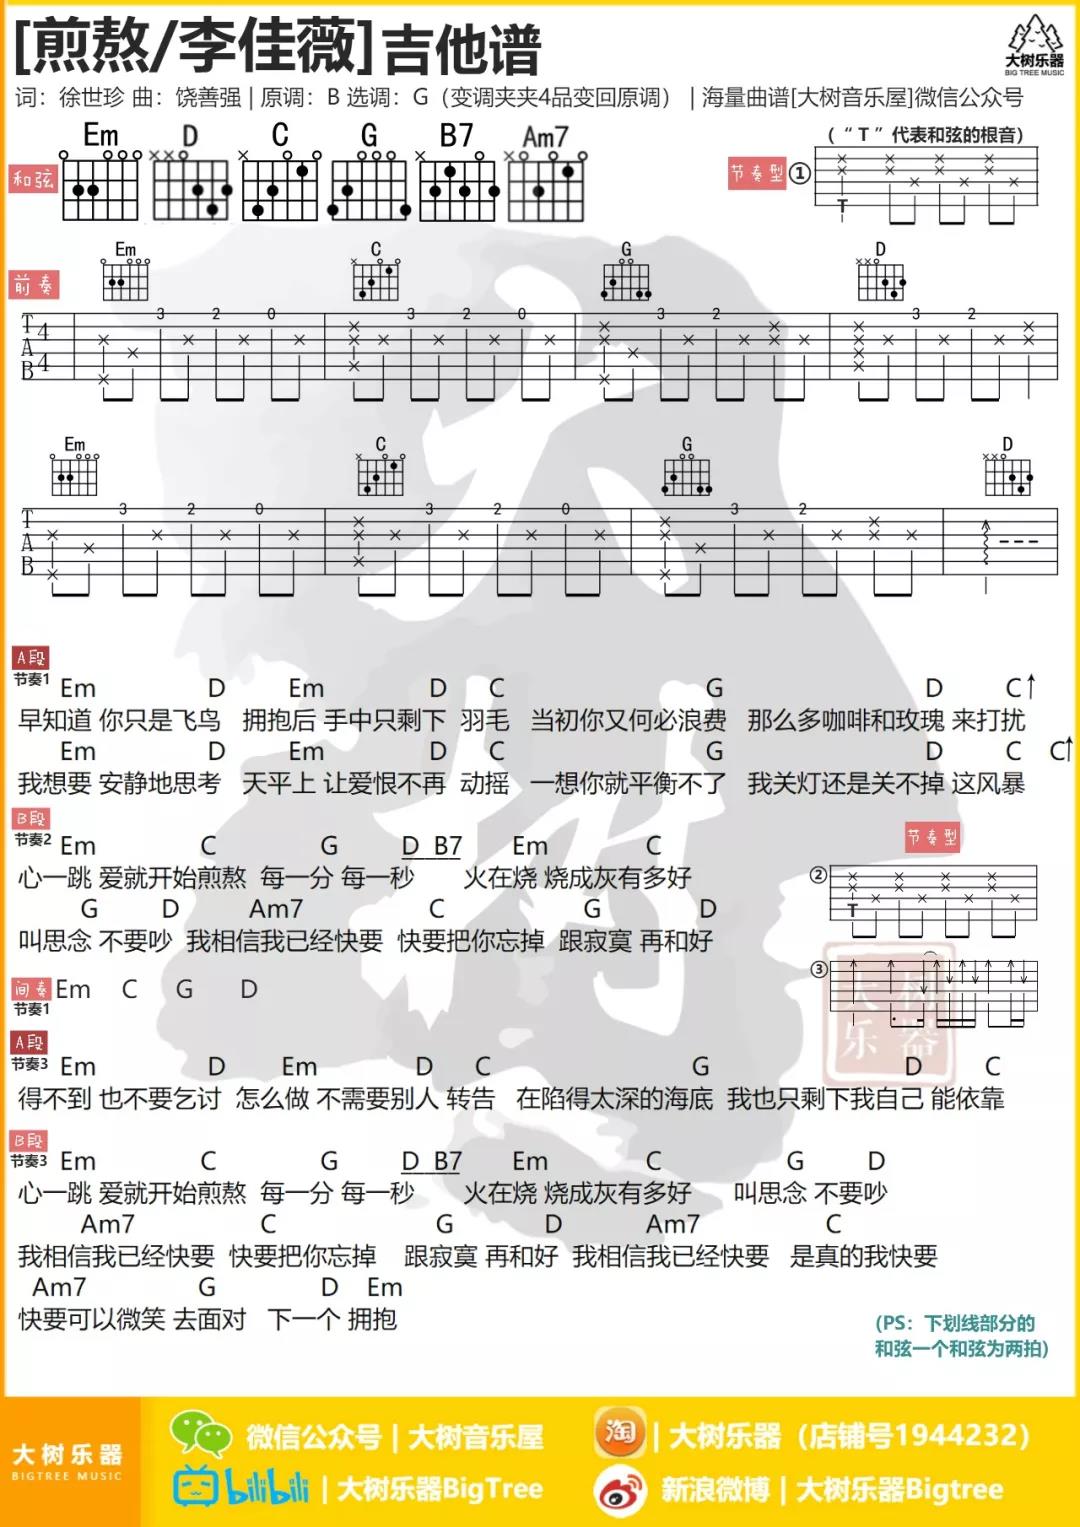 [煎熬/李佳薇]吉他谱
大树乐器
BIG TREE MUSIC
词：徐世珍 曲：饶善强 | 原调：B 选调：G（变调夹夹4品变回原调） | 海量曲谱[大树音乐屋]微信公众号
和弦 Em D C G B7 Am7
节奏型 ① （“T”代表和弦的根音）
T
前奏 Em C G D
TAB 4 4 3 2 0 3 2 0 3 2 3 2
Em C G D
TAB 3 2 0 3 2 0 3 2
A段
节奏1
Em D Em D C G D C
早知道 你只是飞鸟 拥抱后 手中只剩下 羽毛 当初你又何必浪费 那么多咖啡和玫瑰 来打扰
Em D Em D C G D C C
我想要 安静地思考 天平上 让爱恨不再 动摇 一想你就平衡不了 我关灯还是关不掉 这风暴
B段
节奏2
Em C G D B7 Em C
心一跳 爱就开始煎熬 每一分 每一秒 火在烧 烧成灰有多好
G D Am7 C G D
叫思念 不要吵 我相信我已经快要 快要把你忘掉 跟寂寞 再和好
节奏型
②
T
③
间奏
节奏1
Em C G D
A段
节奏3
Em D Em D C G D C
得不到 也不要乞讨 怎么做 不需要别人 转告 在陷得太深的海底 我也只剩下我自己 能依靠
大树乐器
B段
节奏3
Em C G D B7 Em C G D
心一跳 爱就开始煎熬 每一分 每一秒 火在烧 烧成灰有多好 叫思念 不要吵
Am7 C G D Am7 C
我相信我已经快要 快要把你忘掉 跟寂寞 再和好 我相信我已经快要 是真的我快要
Am7 G D Em
快要可以微笑 去面对 下一个 拥抱
(PS：下划线部分的
和弦一个和弦为两拍)
大树乐器
BIGTREE MUSIC
微信公众号 | 大树音乐屋
bilibili | 大树乐器BigTree
淘 | 大树乐器（店铺号1944232）
新浪微博 | 大树乐器Bigtree
大树